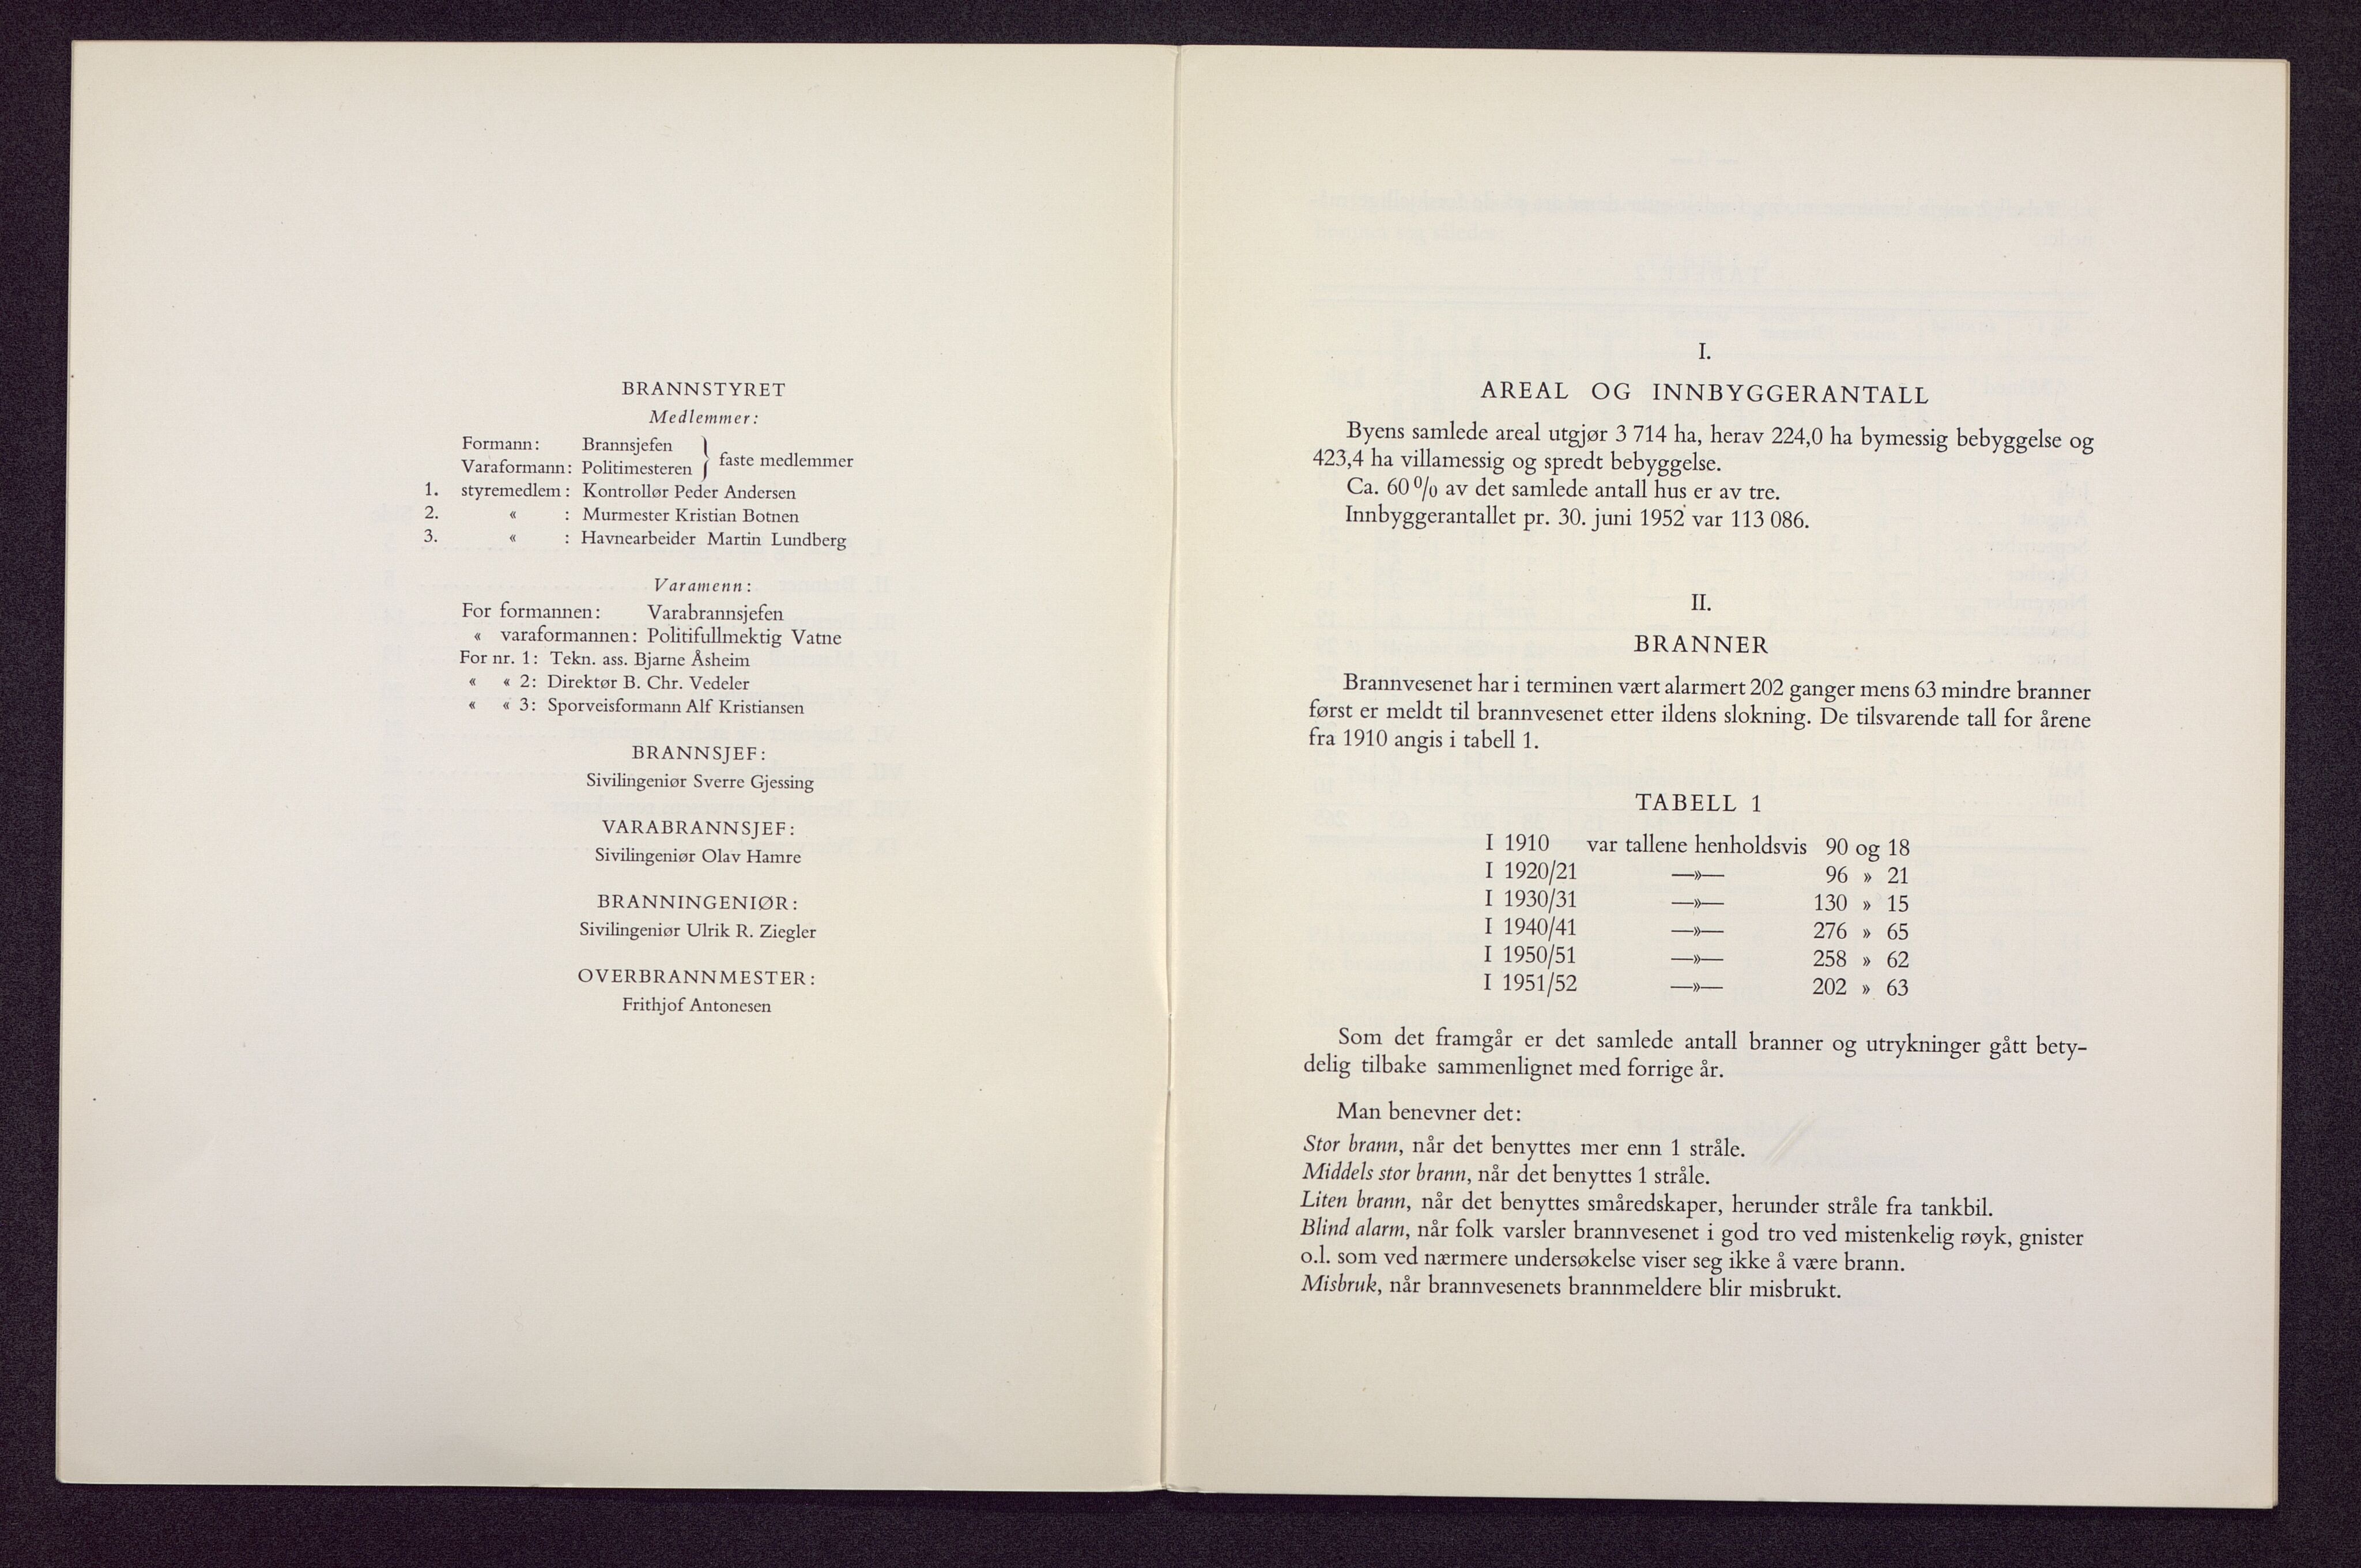 BRANNSTYRET
Medlemmer:
Formann: Brannsjefen
Varaformann: Politimesteren } faste medlemmer
1. styremedlem: Kontrollør Peder Andersen
2. « : Murmester Kristian Botnen
3. « : Havnearbeider Martin Lundberg
Varamenn:
For formannen: Varabrannsjefen
« varaformannen: Politifullmektig Vatne
For nr. 1: Tekn. ass. Bjarne Åsheim
« « 2: Direktør B. Chr. Vedeler
« « 3: Sporveisformann Alf Kristiansen
BRANNSJEF:
Sivilingeniør Sverre Gjessing
VARABRANNSJEF:
Sivilingeniør Olav Hamre
BRANNINGENIØR:
Sivilingeniør Ulrik R. Ziegler
OVERBRANNMESTER:
Frithjof Antonesen
I.
AREAL OG INNBYGGERANTALL
Byens samlede areal utgjør 3 714 ha, herav 224,0 ha bymessig bebyggelse og
423,4 ha villamessig og spredt bebyggelse.
Ca. 60 % av det samlede antall hus er av tre.
Innbyggerantallet pr. 30. juni 1952 var 113 086.
II.
BRANNER
Brannvesenet har i terminen vært alarmert 202 ganger mens 63 mindre branner
først er meldt til brannvesenet etter ildens slokning. De tilsvarende tall for årene
fra 1910 angis i tabell 1.
TABELL 1
I 1910 var tallene henholdsvis 90 og 18
I 1920/21 —»— 96 » 21
I 1930/31 —»— 130 » 15
I 1940/41 —»— 276 » 65
I 1950/51 —»— 258 » 62
I 1951/52 —»— 202 » 63
Som det framgår er det samlede antall branner og utrykninger gått bety-
delig tilbake sammenlignet med forrige år.
Man benevner det:
Stor brann, når det benyttes mer enn 1 stråle.
Middels stor brann, når det benyttes 1 stråle.
Liten brann, når det benyttes småredskaper, herunder stråle fra tankbil.
Blind alarm, når folk varsler brannvesenet i god tro ved mistenkelig røyk, gnister
o.l. som ved nærmere undersøkelse viser seg ikke å være brann.
Misbruk, når brannvesenets brannmeldere blir misbrukt.